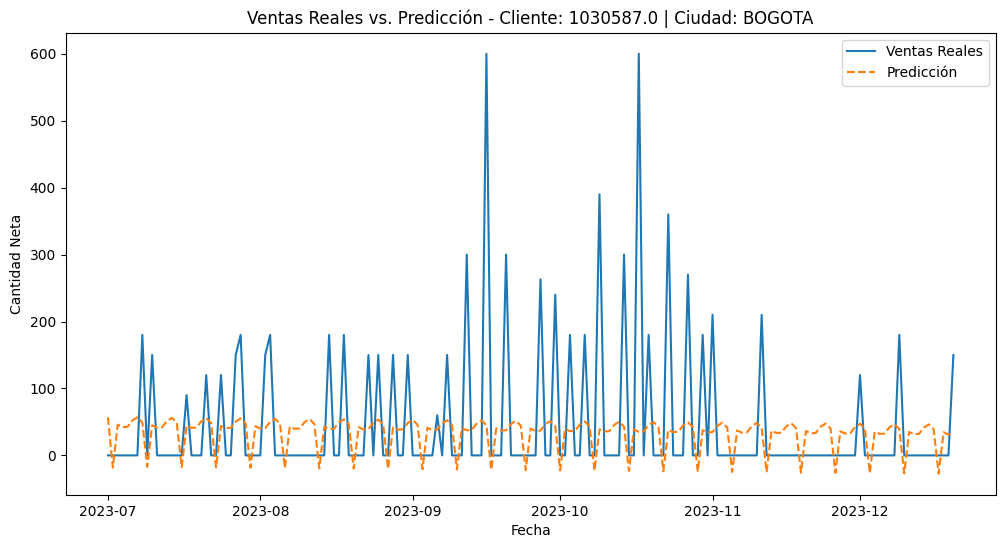 Ventas Reales vs. Predicción - Cliente: 1030587.0 | Ciudad: BOGOTA
Ventas Reales
Predicción
600
500
400
300
200
100
0
Cantidad Neta
2023-07
2023-08
2023-09
2023-10
2023-11
2023-12
Fecha